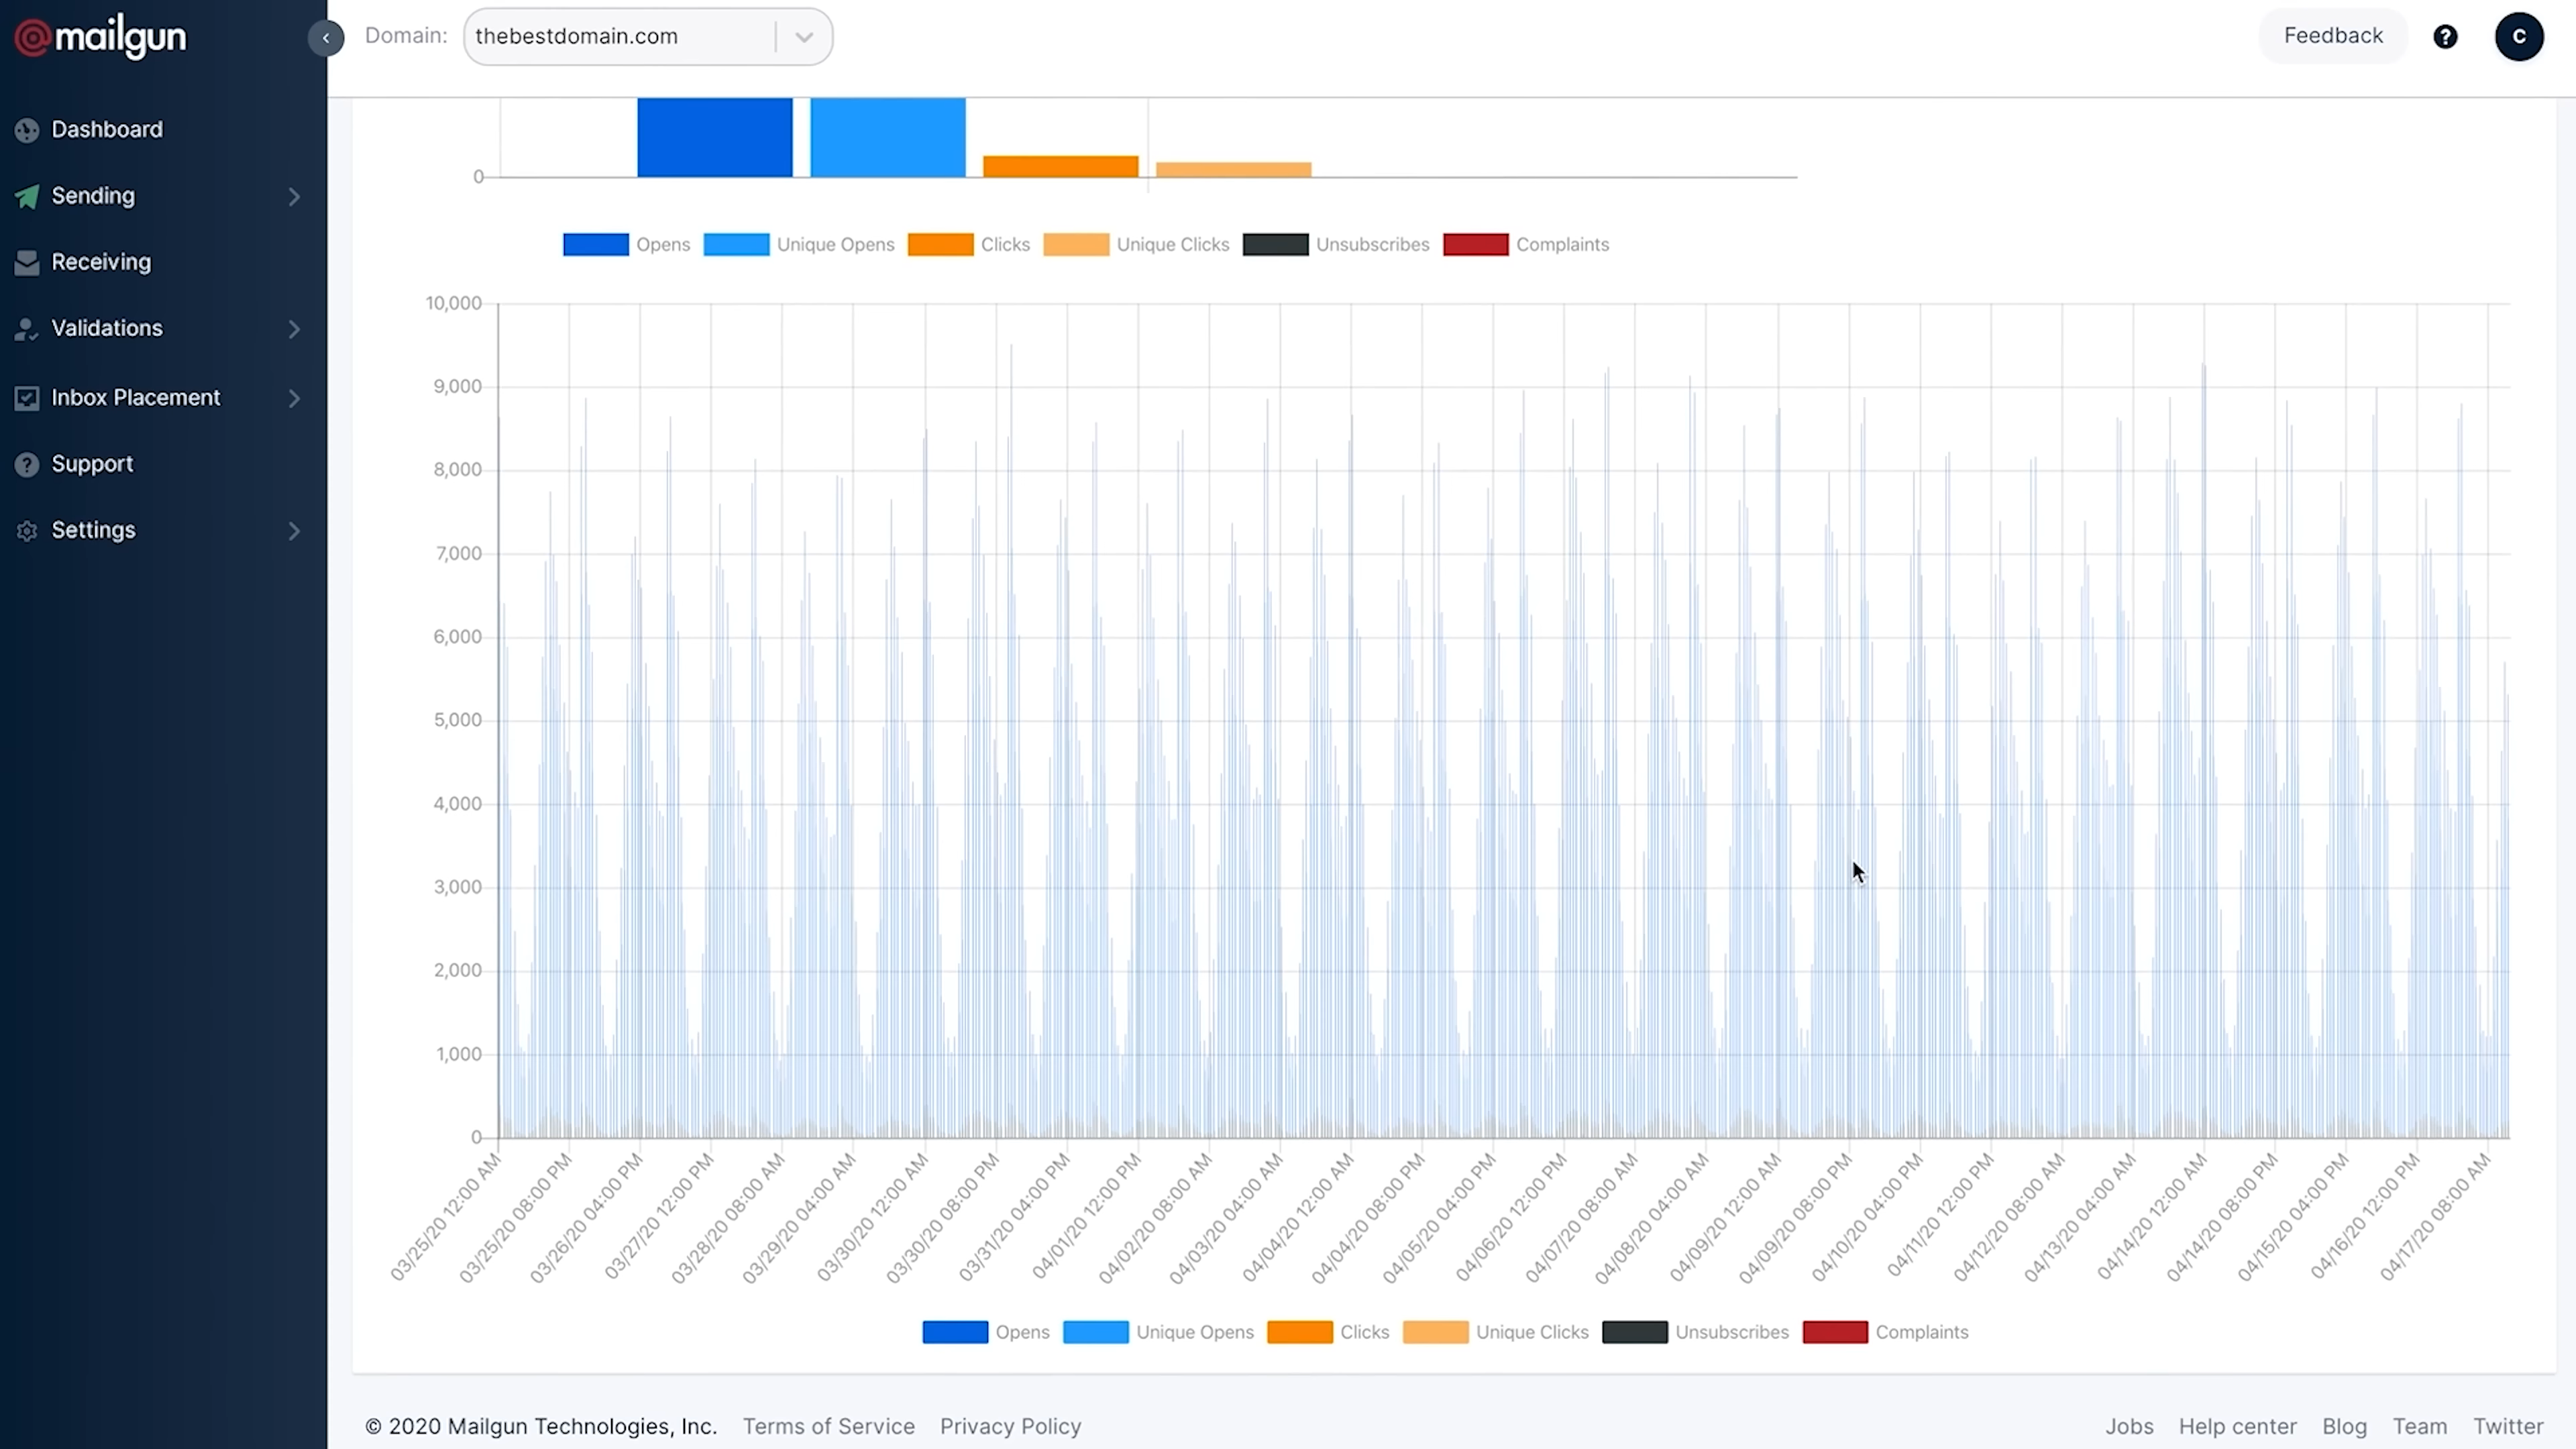 mailgun
Domain: thebestdomain.com
Feedback
?
C
Dashboard
Sending
Receiving
Validations
Inbox Placement
Support
Settings
0
Opens Unique Opens Clicks Unique Clicks Unsubscribes Complaints
10,000
9,000
8,000
7,000
6,000
5,000
4,000
3,000
2,000
1,000
0
03/25/20 12:00 AM
03/25/20 08:00 PM
03/26/20 04:00 PM
03/27/20 12:00 PM
03/28/20 08:00 AM
03/29/20 04:00 AM
03/30/20 12:00 AM
03/30/20 08:00 PM
03/31/20 04:00 PM
04/01/20 12:00 PM
04/02/20 08:00 AM
04/03/20 04:00 AM
04/04/20 12:00 AM
04/04/20 08:00 PM
04/05/20 04:00 PM
04/06/20 12:00 PM
04/07/20 08:00 AM
04/08/20 04:00 AM
04/09/20 12:00 AM
04/09/20 08:00 PM
04/10/20 04:00 PM
04/11/20 12:00 PM
04/12/20 08:00 AM
04/13/20 04:00 AM
04/14/20 12:00 AM
04/14/20 08:00 PM
04/15/20 04:00 PM
04/16/20 12:00 PM
04/17/20 08:00 AM
Opens Unique Opens Clicks Unique Clicks Unsubscribes Complaints
© 2020 Mailgun Technologies, Inc. Terms of Service Privacy Policy
Jobs Help center Blog Team Twitter